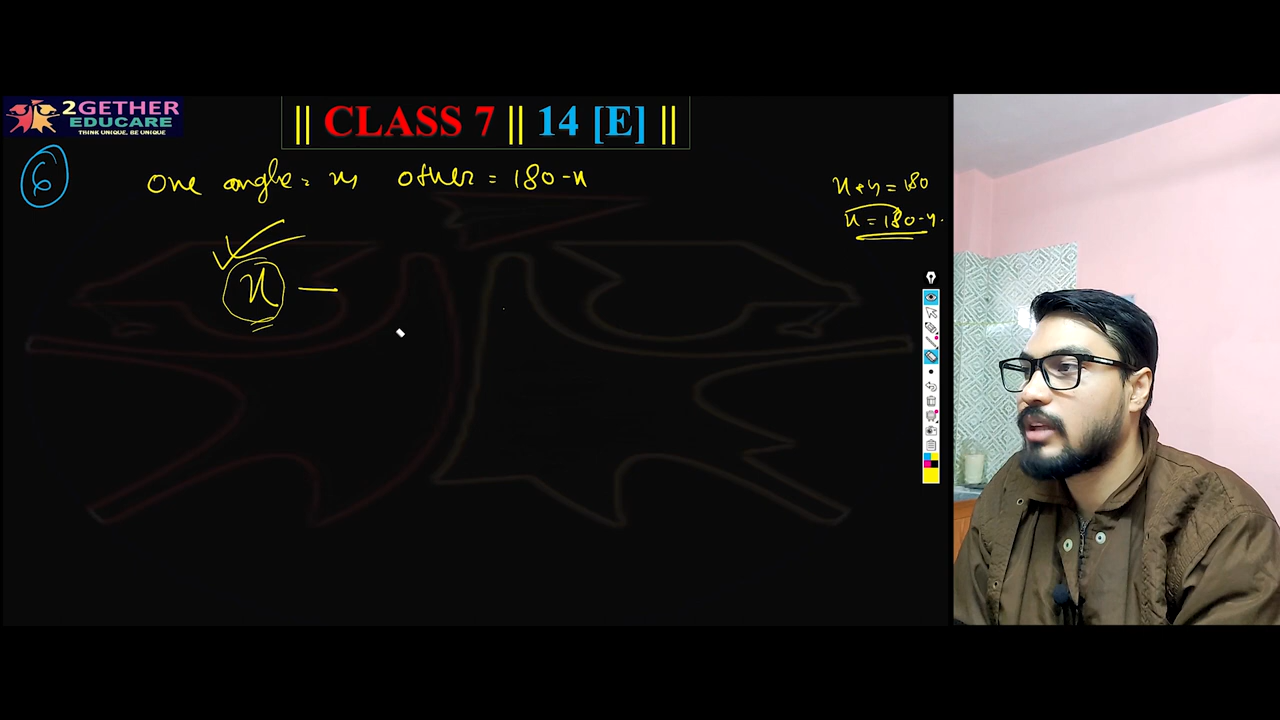 2GETHER
EDUCARE
THINK UNIQUE, BE UNIQUE
|| CLASS 7 || 14 [E] ||
6
One angle = x, other = 180-x
x+y = 180
x = 180-y.
x —